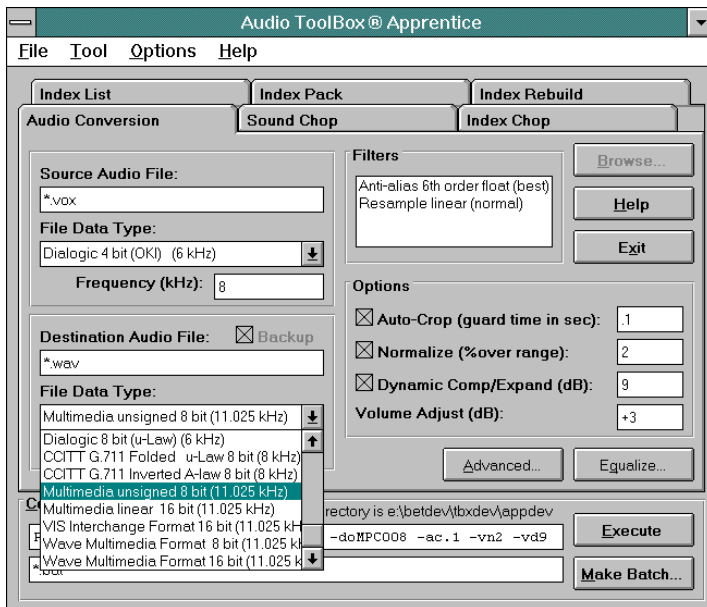 Audio ToolBox® Apprentice
File Tool Options Help
Index List Index Pack Index Rebuild
Audio Conversion Sound Chop Index Chop
Source Audio File:
*.vox
File Data Type:
Dialogic 4 bit (OKI) (6 kHz)
Frequency (kHz): 8
Filters
Anti-alias 6th order float (best)
Resample linear (normal)
Browse...
Help
Exit
Destination Audio File: Backup
*.wav
File Data Type:
Multimedia unsigned 8 bit (11.025 kHz)
Dialogic 8 bit (u-Law) (6 kHz)
CCITT G.711 Folded u-Law 8 bit (8 kHz)
CCITT G.711 Inverted A-law 8 bit (8 kHz)
Multimedia unsigned 8 bit (11.025 kHz)
Multimedia linear 16 bit (11.025 kHz)
VIS Interchange Format 16 bit (11.025 kH
Wave Multimedia Format 8 bit (11.025 k
Wave Multimedia Format 16 bit (11.025 k
Options
Auto-Crop (guard time in sec): .1
Normalize (%over range): 2
Dynamic Comp/Expand (dB): 9
Volume Adjust (dB): +3
Advanced... Equalize...
rectory is e:\betdev\tbxdev\appdev
-doMPC008 -ac.1 -vn2 -vd9
Execute
Make Batch...